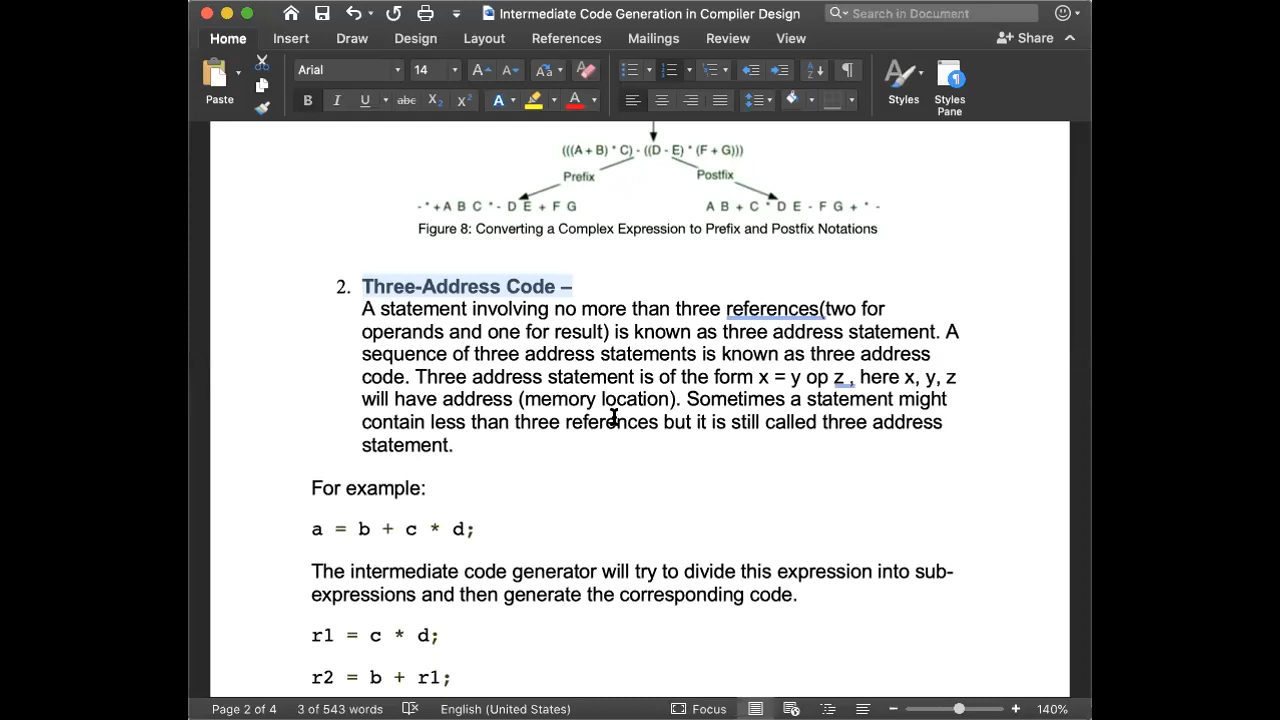 Intermediate Code Generation in Compiler Design
Search in Document
Home Insert Draw Design Layout References Mailings Review View Share
Paste
Arial 14
Styles
Styles Pane
(((A + B) * C) - ((D - E) * (F + G)))
Prefix Postfix
- * + A B C * - D E + F G A B + C * D E - F G + * -
Figure 8: Converting a Complex Expression to Prefix and Postfix Notations
2. Three-Address Code –
A statement involving no more than three references(two for
operands and one for result) is known as three address statement. A
sequence of three address statements is known as three address
code. Three address statement is of the form x = y op z , here x, y, z
will have address (memory location). Sometimes a statement might
contain less than three references but it is still called three address
statement.
For example:
a = b + c * d;
The intermediate code generator will try to divide this expression into sub-
expressions and then generate the corresponding code.
r1 = c * d;
r2 = b + r1;
Page 2 of 4 3 of 543 words English (United States) Focus 140%